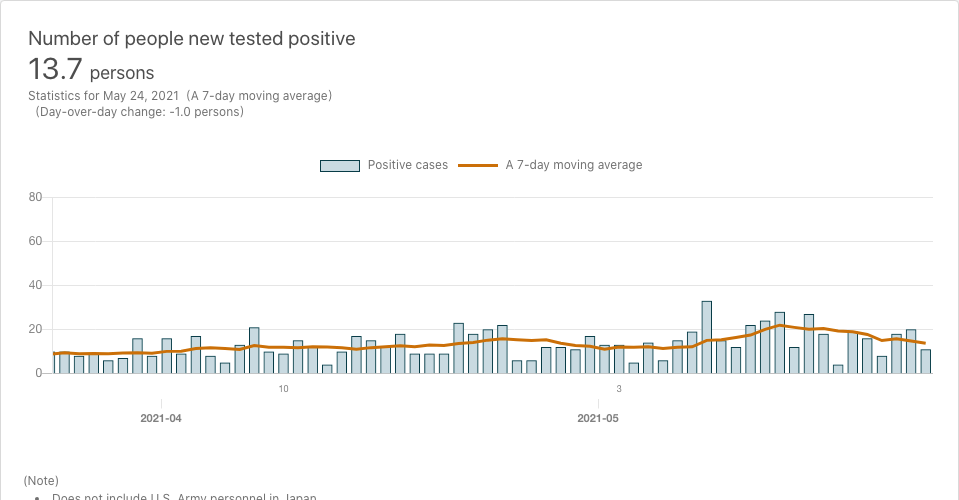 Number of people new tested positive
13.7 persons
Statistics for May 24, 2021 (A 7-day moving average)
(Day-over-day change: -1.0 persons)
Positive cases A 7-day moving average
80
60
40
20
0
10 3
2021-04 2021-05
(Note)
• Does not include U.S. Army personnel in Japan